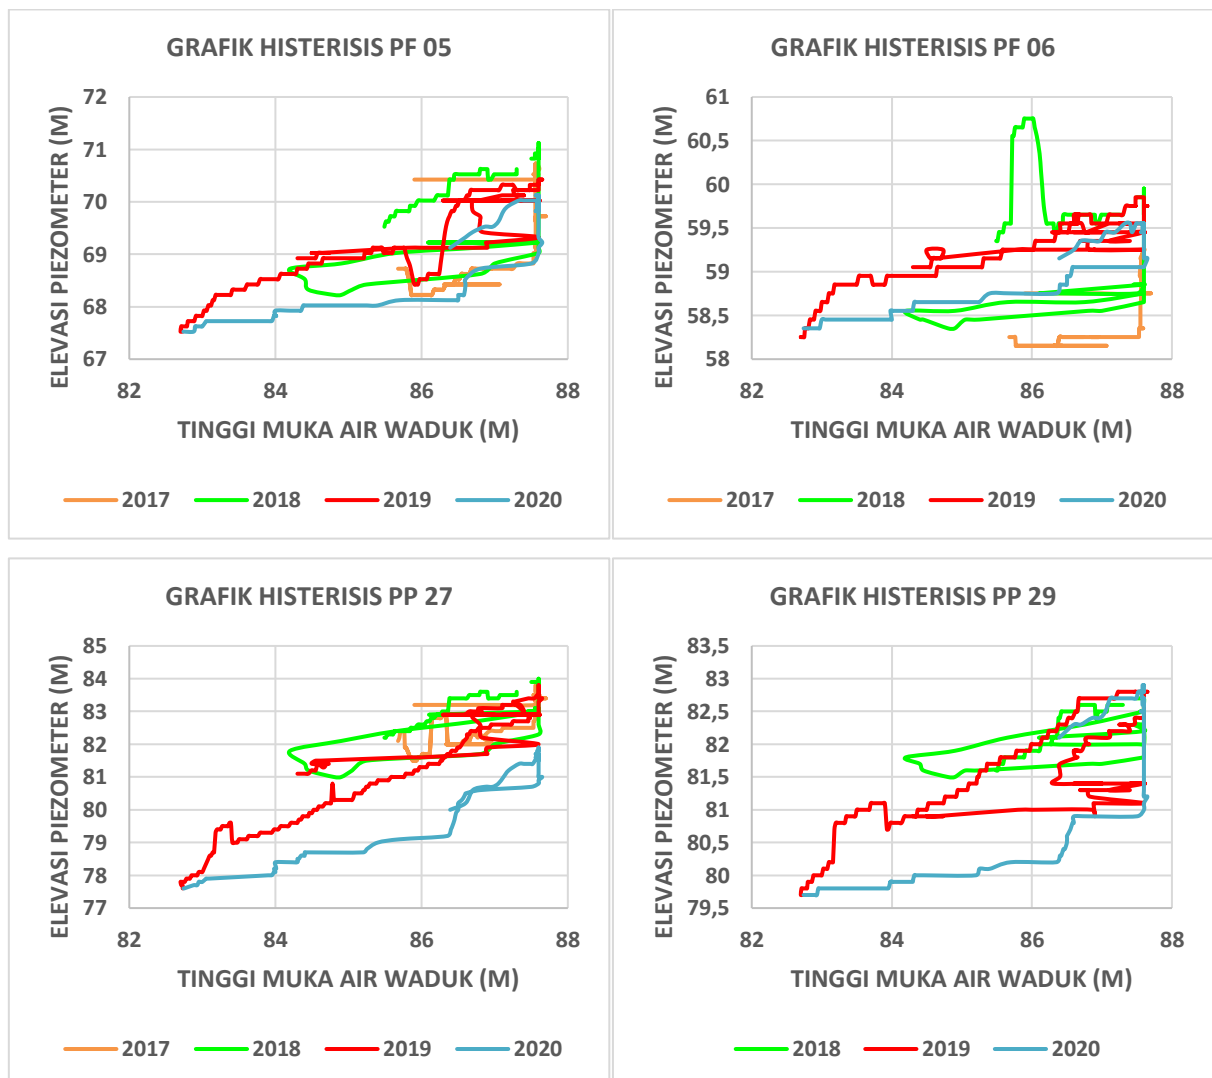 GRAFIK HISTERISIS PF 05
ELEVASI PIEZOMETER (M)
72
71
70
69
68
67
82 84 86 88
TINGGI MUKA AIR WADUK (M)
2017 2018 2019 2020
GRAFIK HISTERISIS PF 06
ELEVASI PIEZOMETER (M)
61
60,5
60
59,5
59
58,5
58
82 84 86 88
TINGGI MUKA AIR WADUK (M)
2017 2018 2019 2020
GRAFIK HISTERISIS PP 27
ELEVASI PIEZOMETER (M)
85
84
83
82
81
80
79
78
77
82 84 86 88
TINGGI MUKA AIR WADUK (M)
2017 2018 2019 2020
GRAFIK HISTERISIS PP 29
ELEVASI PIEZOMETER (M)
83,5
83
82,5
82
81,5
81
80,5
80
79,5
82 84 86 88
TINGGI MUKA AIR WADUK (M)
2018 2019 2020